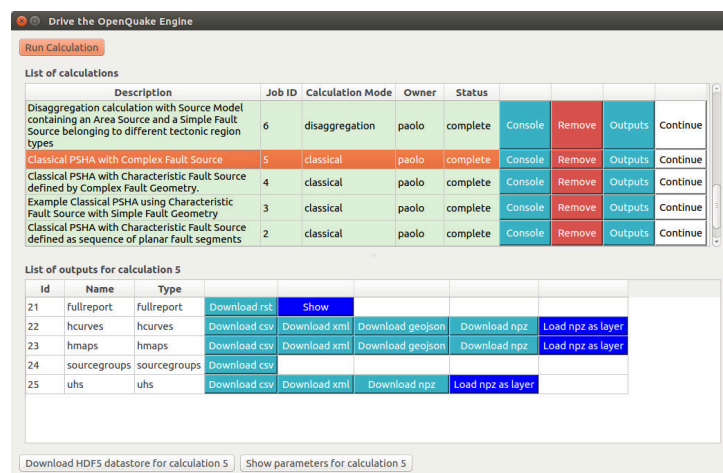 Drive the OpenQuake Engine
Run Calculation
List of calculations
Description Job ID Calculation Mode Owner Status
Disaggregation calculation with Source Model
containing an Area Source and a Simple Fault
Source belonging to different tectonic region
types
6 disaggregation paolo complete Console Remove Outputs Continue
Classical PSHA with Complex Fault Source 5 classical paolo complete Console Remove Outputs Continue
Classical PSHA with Characteristic Fault Source
defined by Complex Fault Geometry.
4 classical paolo complete Console Remove Outputs Continue
Example Classical PSHA using Characteristic
Fault Source with Simple Fault Geometry
3 classical paolo complete Console Remove Outputs Continue
Classical PSHA with Characteristic Fault Source
defined as sequence of planar fault segments
2 classical paolo complete Console Remove Outputs Continue
List of outputs for calculation 5
Id Name Type
21 fullreport fullreport Download rst Show
22 hcurves hcurves Download csv Download xml Download geojson Download npz Load npz as layer
23 hmaps hmaps Download csv Download xml Download geojson Download npz Load npz as layer
24 sourcegroups sourcegroups Download csv
25 uhs uhs Download csv Download xml Download npz Load npz as layer
Download HDF5 datastore for calculation 5 Show parameters for calculation 5